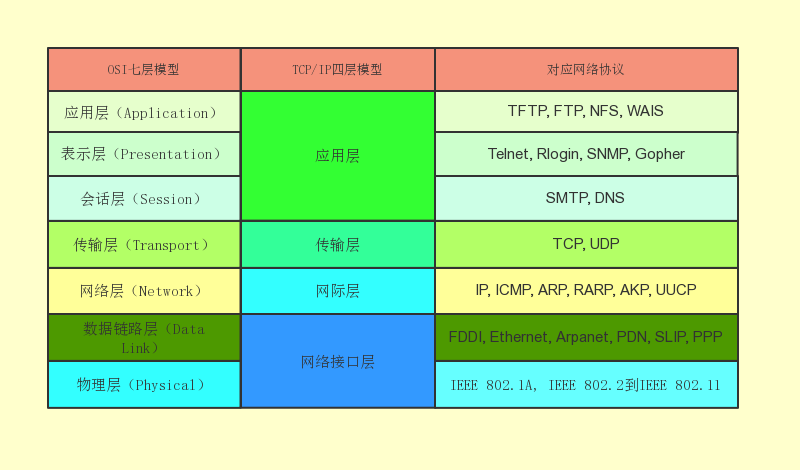 OSI七层模型
TCP/IP四层模型
对应网络协议
应用层（Application）
应用层
TFTP, FTP, NFS, WAIS
表示层（Presentation）
Telnet, Rlogin, SNMP, Gopher
会话层（Session）
SMTP, DNS
传输层（Transport）
传输层
TCP, UDP
网络层（Network）
网际层
IP, ICMP, ARP, RARP, AKP, UUCP
数据链路层（Data
Link）
网络接口层
FDDI, Ethernet, Arpanet, PDN, SLIP, PPP
物理层（Physical）
IEEE 802.1A, IEEE 802.2到IEEE 802.11